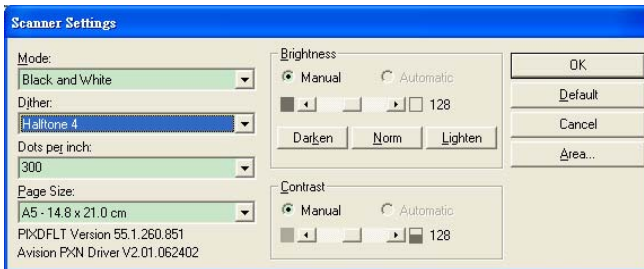 Scanner Settings
Mode:
Black and White
Dither:
Halftone 4
Dots per inch:
300
Page Size:
A5 - 14.8 x 21.0 cm
PIXDFLT Version 55.1.260.851
Avision PXN Driver V2.01.062402
Brightness
Manual Automatic
128
Darken Norm Lighten
Contrast
Manual Automatic
128
OK
Default
Cancel
Area...